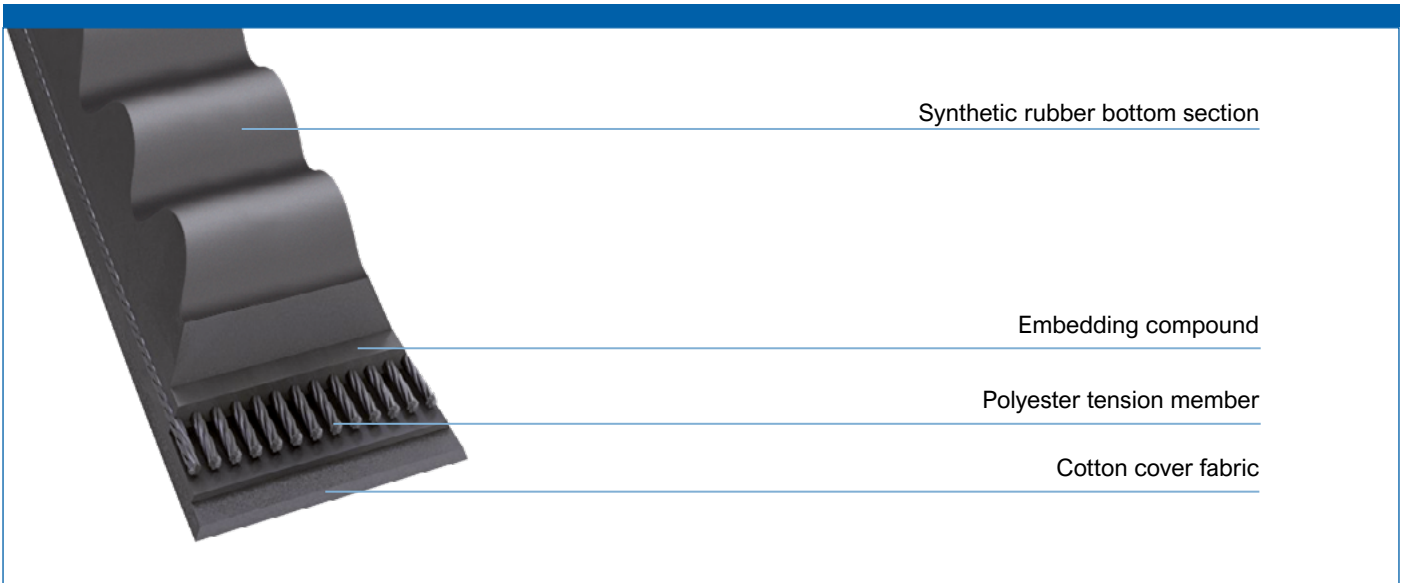 Synthetic rubber bottom section
Embedding compound
Polyester tension member
Cotton cover fabric